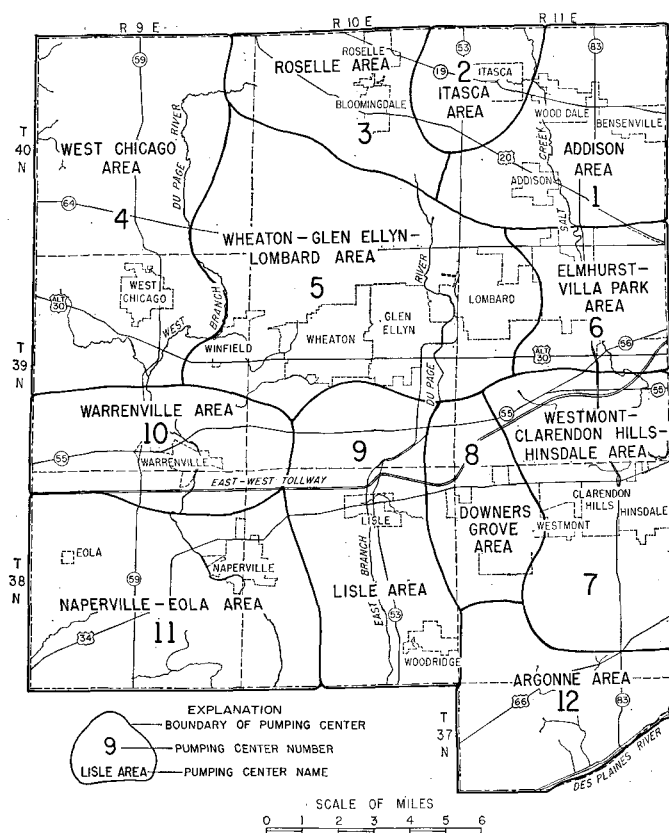 R 9 E
R 10 E
R 11 E
59
ROSELLE
53
83
ROSELLE AREA
19
2
ITASCA
ITASCA
AREA
WOOD DALE
BENSENVILLE
BLOOMINGDALE
3
T
40
N
WEST CHICAGO
AREA
DU PAGE RIVER
20
CREEK
ADDISON
AREA
ADDISON
1
SALT
64
4
WHEATON-GLEN ELLYN-
LOMBARD AREA
5
RIVER
ELMHURST-
VILLA PARK
AREA
6
WEST
CHICAGO
ALT
30
LOMBARD
GLEN
ELLYN
WEST
BRANCH
WINFIELD
WHEATON
DU PAGE
ALT
30
56
T
39
N
WARRENVILLE AREA
10
9
8
55
56
WESTMONT-
CLARENDON HILLS-
HINSDALE AREA
55
WARRENVILLE
EAST-WEST TOLLWAY
LISLE
DOWNERS
GROVE
AREA
CLARENDON
HILLS
HINSDALE
WESTMONT
EOLA
T
38
N
59
NAPERVILLE
BRANCH
LISLE AREA
7
NAPERVILLE-EOLA AREA
34
11
EAST
53
WOODRIDGE
ARGONNE AREA
12
66
83
T
37
N
DES PLAINES RIVER
EXPLANATION
BOUNDARY OF PUMPING CENTER
9
PUMPING CENTER NUMBER
LISLE AREA
PUMPING CENTER NAME
SCALE OF MILES
0 1 2 3 4 5 6